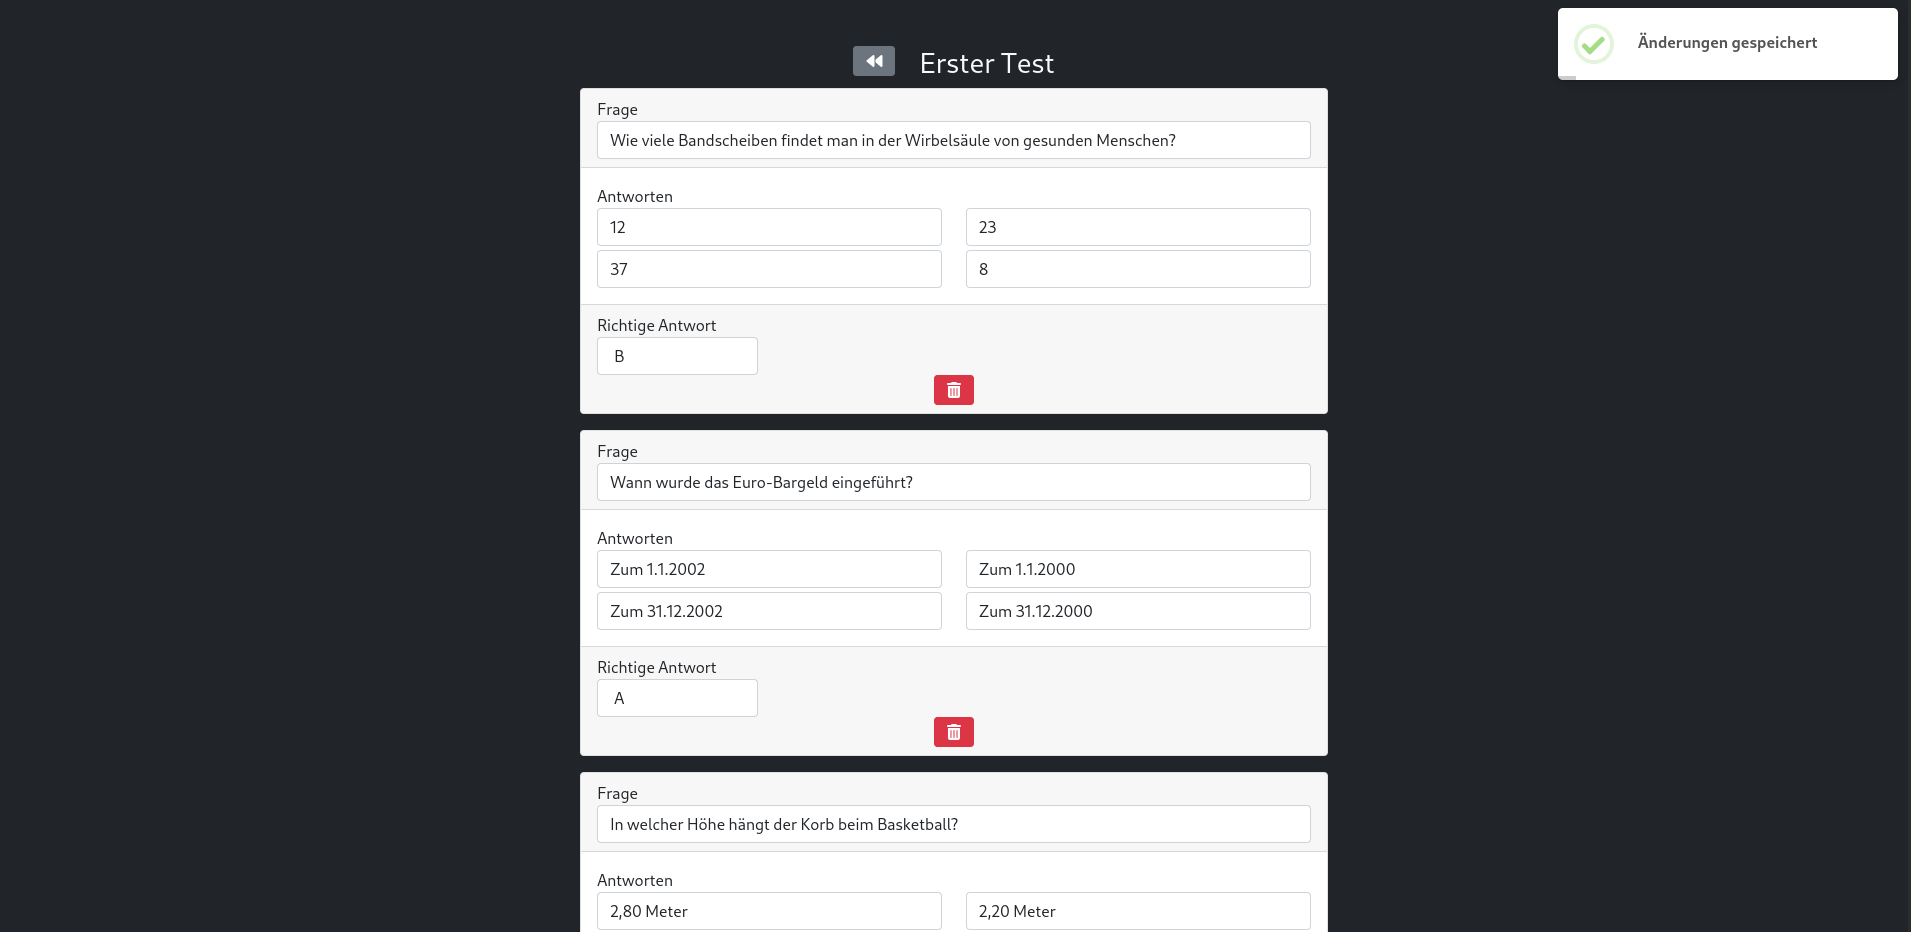 Änderungen gespeichert
Erster Test
Frage
Wie viele Bandscheiben findet man in der Wirbelsäule von gesunden Menschen?
Antworten
12
23
37
8
Richtige Antwort
B
Frage
Wann wurde das Euro-Bargeld eingeführt?
Antworten
Zum 1.1.2002
Zum 1.1.2000
Zum 31.12.2002
Zum 31.12.2000
Richtige Antwort
A
Frage
In welcher Höhe hängt der Korb beim Basketball?
Antworten
2,80 Meter
2,20 Meter